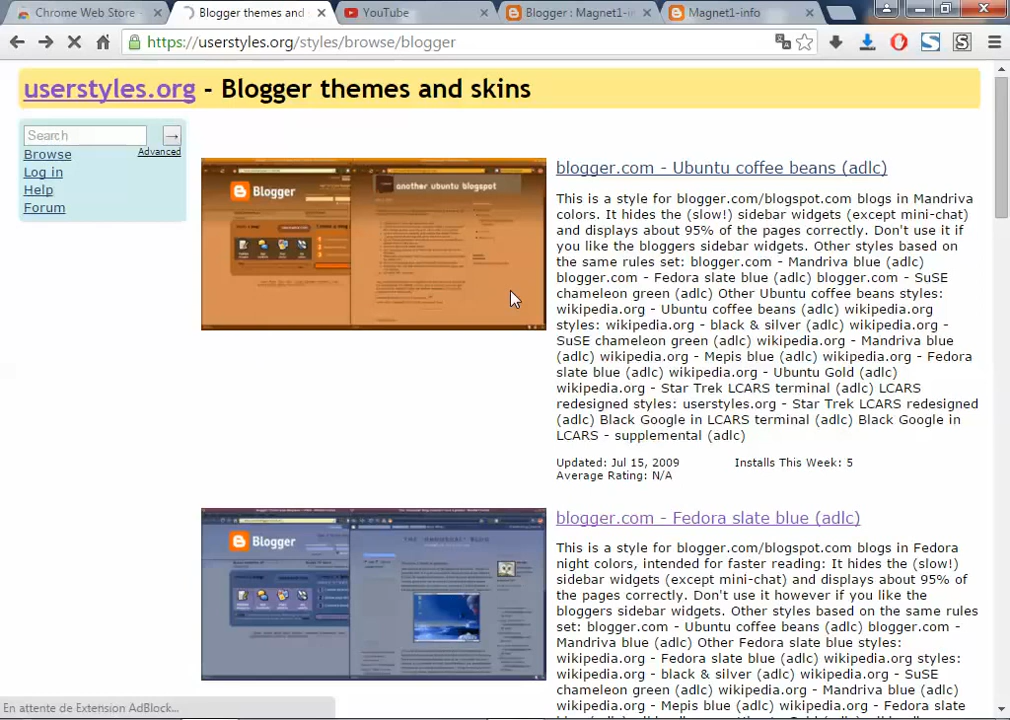 Chrome Web Store
Blogger themes and
YouTube
Blogger : Magnet1-in
Magnet1-info
https://userstyles.org/styles/browse/blogger
userstyles.org - Blogger themes and skins
Search
Advanced
Browse
Log in
Help
Forum
Blogger
another ubuntu blogspot
blogger.com - Ubuntu coffee beans (adlc)
This is a style for blogger.com/blogspot.com blogs in Mandriva
colors. It hides the (slow!) sidebar widgets (except mini-chat)
and displays about 95% of the pages correctly. Don't use it if
you like the bloggers sidebar widgets. Other styles based on
the same rules set: blogger.com - Mandriva blue (adlc)
blogger.com - Fedora slate blue (adlc) blogger.com - SuSE
chameleon green (adlc) Other Ubuntu coffee beans styles:
wikipedia.org - Ubuntu coffee beans (adlc) wikipedia.org
styles: wikipedia.org - black & silver (adlc) wikipedia.org -
SuSE chameleon green (adlc) wikipedia.org - Mandriva blue
(adlc) wikipedia.org - Mepis blue (adlc) wikipedia.org - Fedora
slate blue (adlc) wikipedia.org - Ubuntu Gold (adlc)
wikipedia.org - Star Trek LCARS terminal (adlc) LCARS
redesigned styles: userstyles.org - Star Trek LCARS redesigned
(adlc) Black Google in LCARS terminal (adlc) Black Google in
LCARS - supplemental (adlc)
Updated: Jul 15, 2009 Installs This Week: 5
Average Rating: N/A
Blogger
blogger.com - Fedora slate blue (adlc)
This is a style for blogger.com/blogspot.com blogs in Fedora
night colors, intended for faster reading: It hides the (slow!)
sidebar widgets (except mini-chat) and displays about 95% of
the pages correctly. Don't use it however if you like the
bloggers sidebar widgets. Other styles based on the same rules
set: blogger.com - Ubuntu coffee beans (adlc) blogger.com -
Mandriva blue (adlc) Other Fedora slate blue styles:
wikipedia.org - Fedora slate blue (adlc) wikipedia.org styles:
wikipedia.org - black & silver (adlc) wikipedia.org - SuSE
chameleon green (adlc) wikipedia.org - Mandriva blue (adlc)
wikipedia.org - Mepis blue (adlc) wikipedia.org - Fedora
En attente de Extension AdBlock...